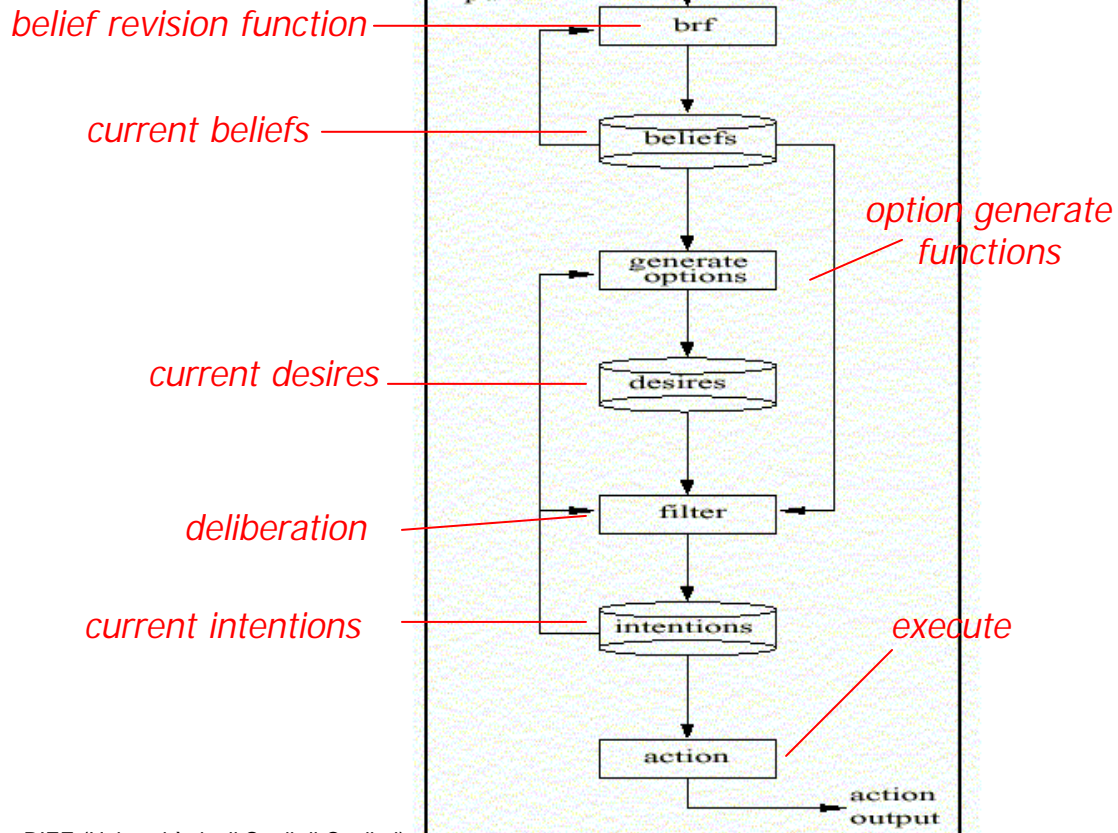 belief revision function
brf
current beliefs
beliefs
option generate
functions
generate
options
current desires
desires
deliberation
filter
current intentions
intentions
execute
action
action
output